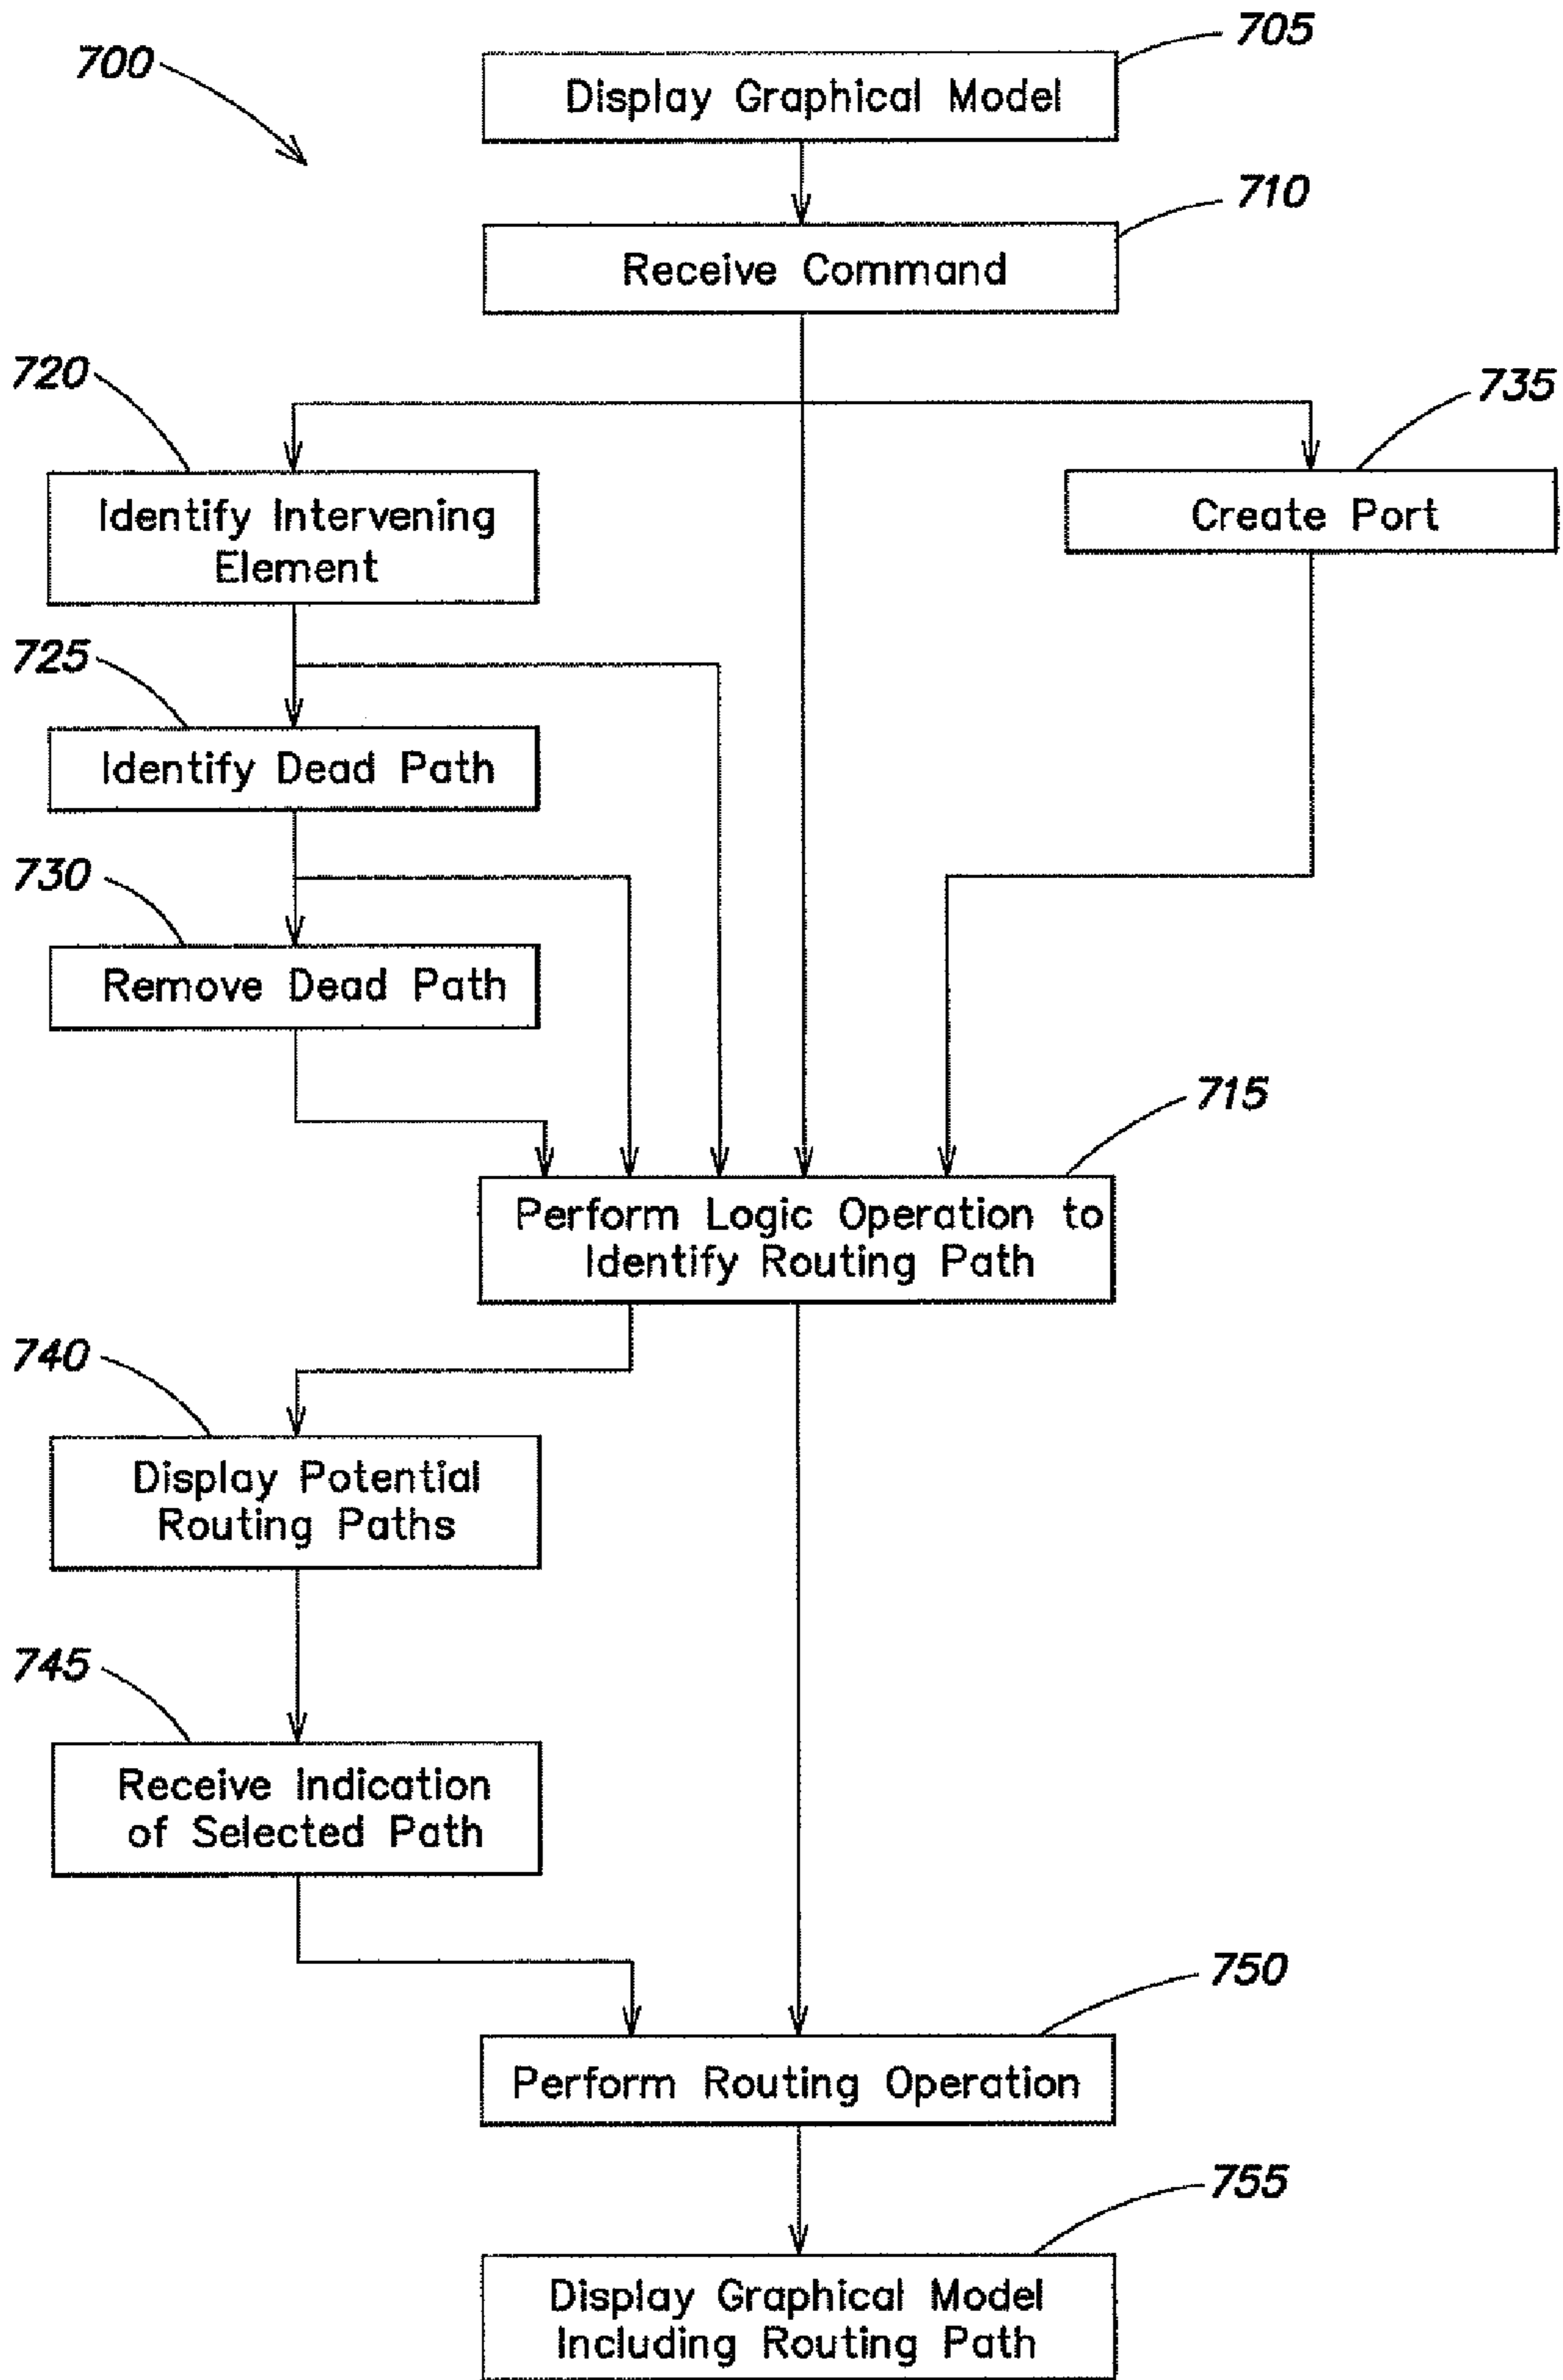 700
705
Display Graphical Model
710
Receive Command
720
735
Identify Intervening
Element
Create Port
725
Identify Dead Path
730
Remove Dead Path
715
Perform Logic Operation to
Identify Routing Path
740
Display Potential
Routing Paths
745
Receive Indication
of Selected Path
750
Perform Routing Operation
755
Display Graphical Model
Including Routing Path